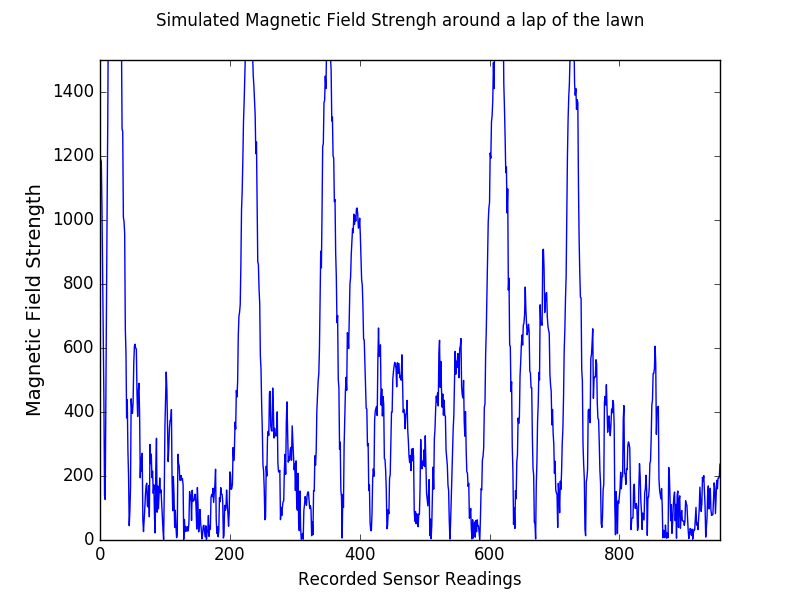 Simulated Magnetic Field Strengh around a lap of the lawn
Magnetic Field Strength
1400
1200
1000
800
600
400
200
0
0 200 400 600 800
Recorded Sensor Readings